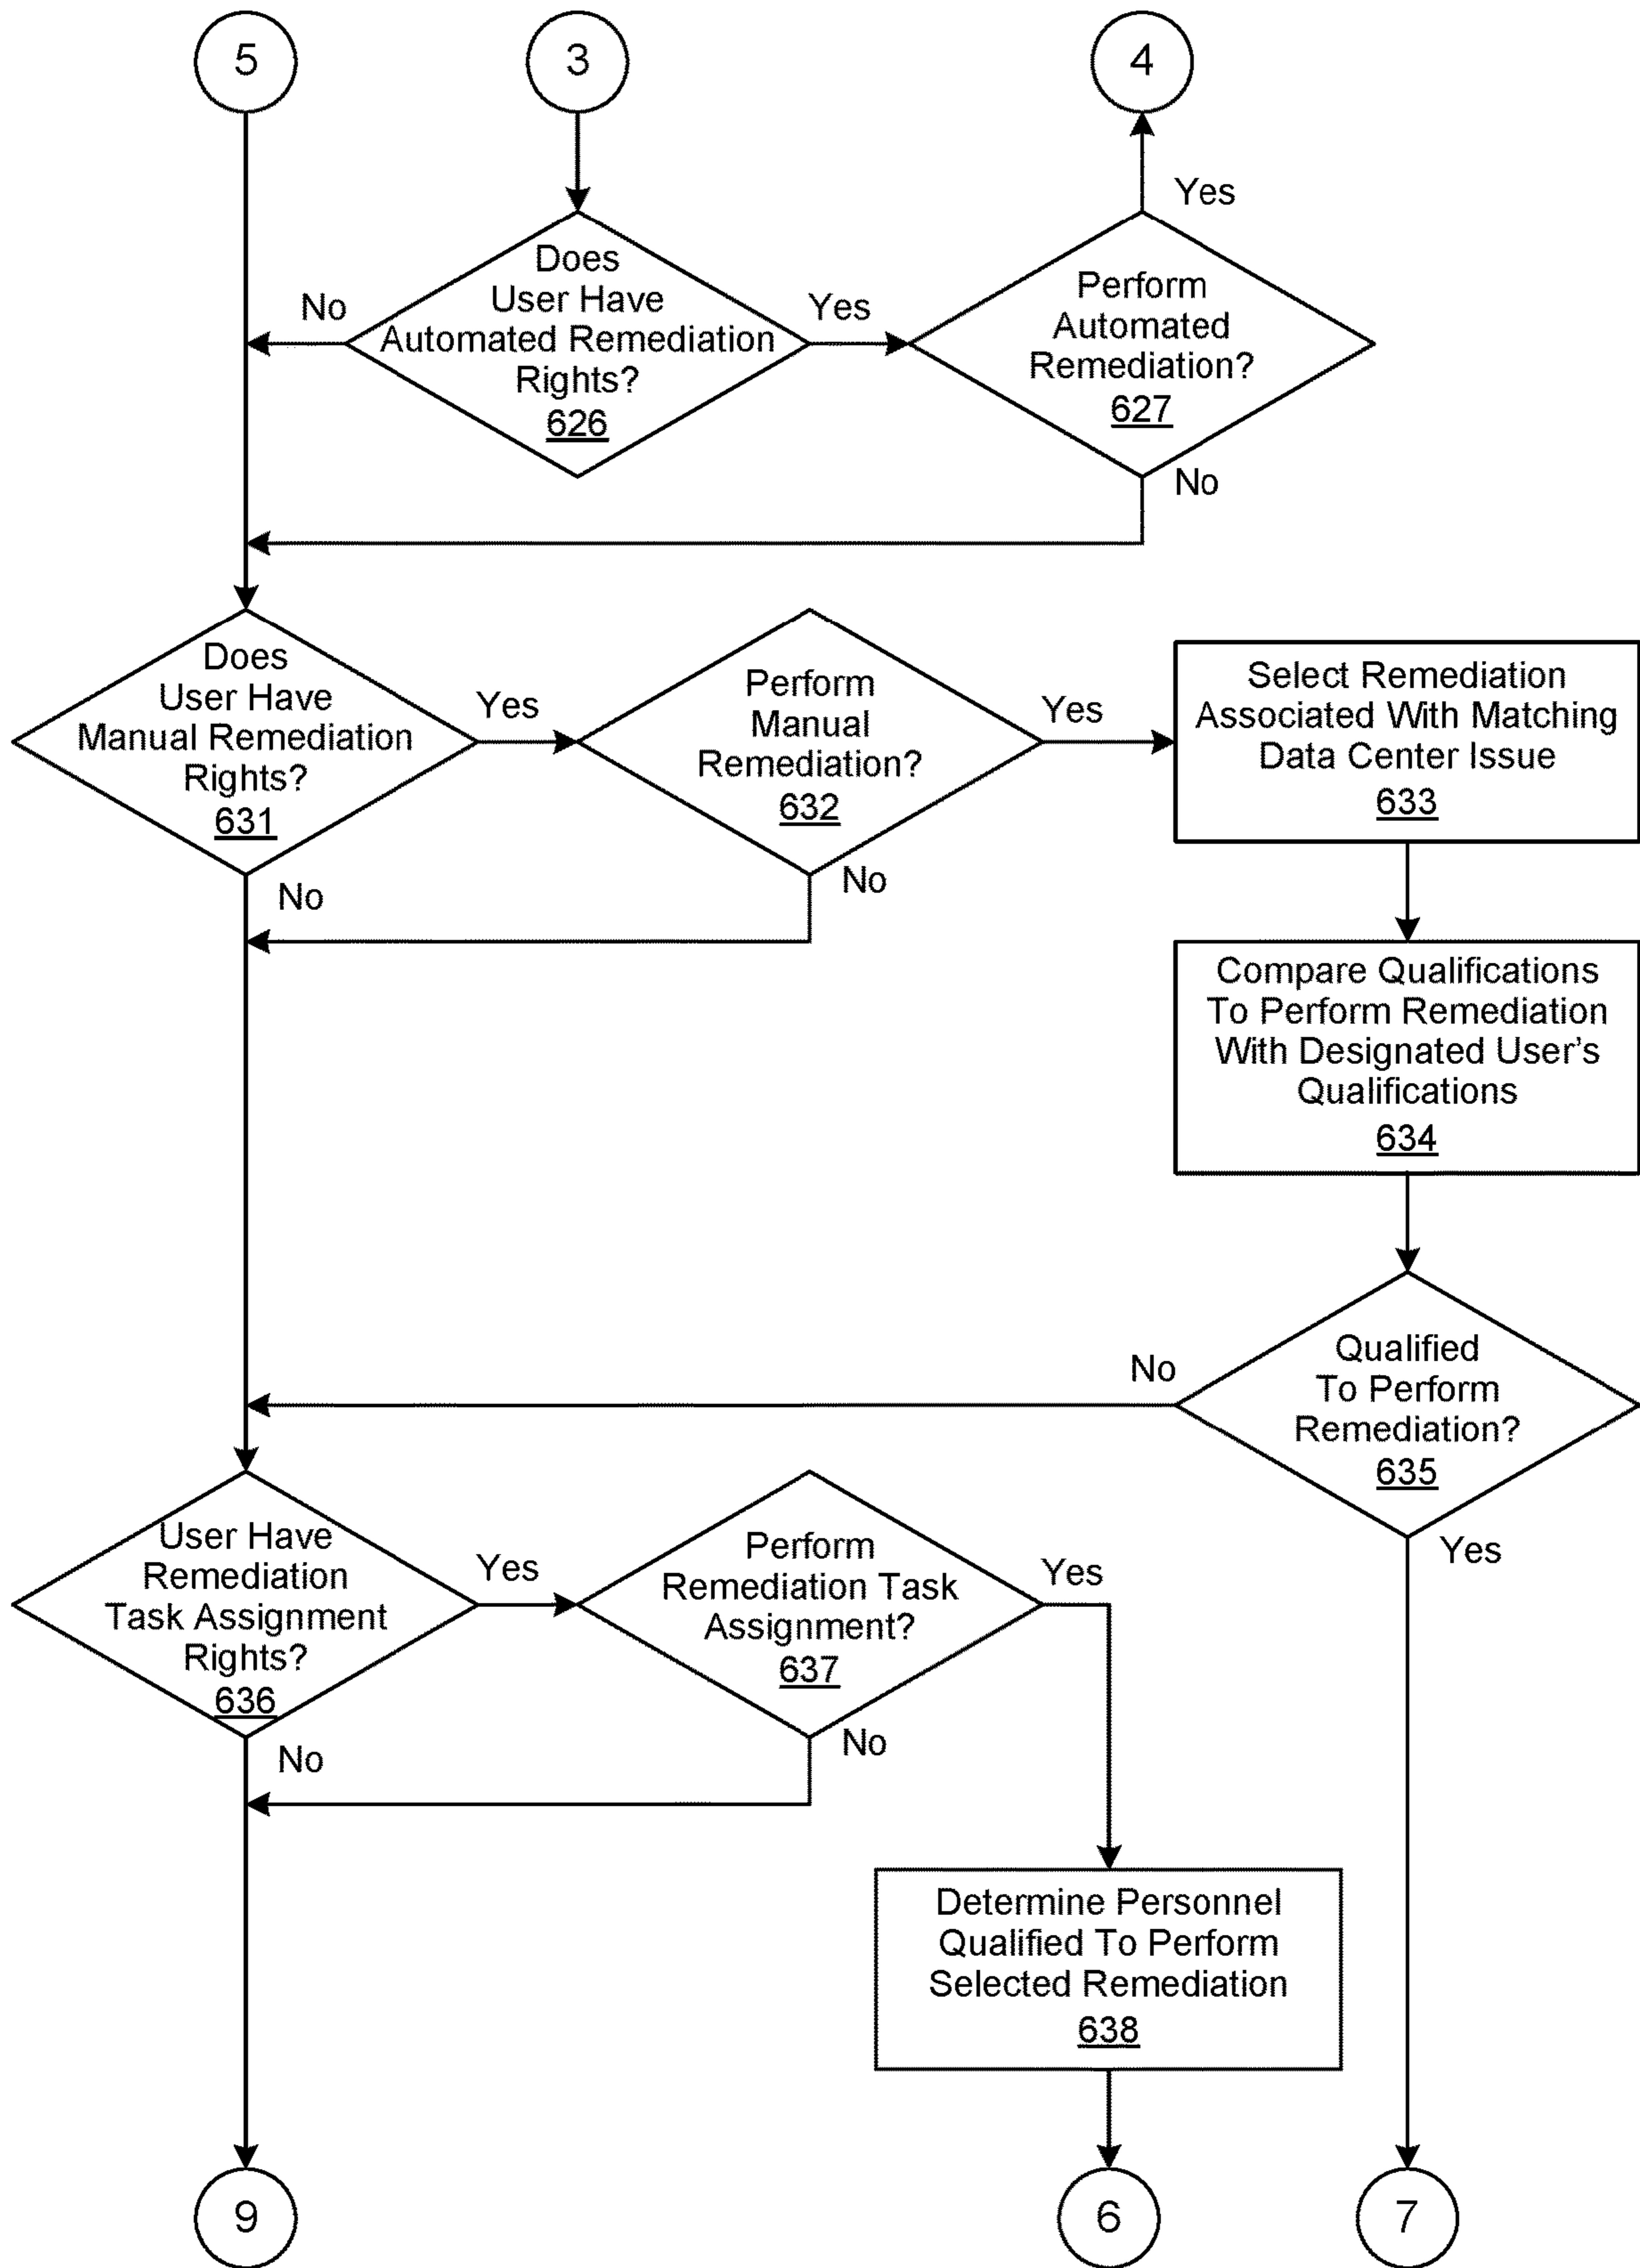 5
3
4
Yes
Does
User Have
Automated Remediation
Rights?
626
No
Yes
Perform
Automated
Remediation?
627
No
Does
User Have
Manual Remediation
Rights?
631
Yes
No
Perform
Manual
Remediation?
632
Yes
No
Select Remediation
Associated With Matching
Data Center Issue
633
Compare Qualifications
To Perform Remediation
With Designated User's
Qualifications
634
No
Qualified
To Perform
Remediation?
635
Yes
User Have
Remediation
Task Assignment
Rights?
636
Yes
No
Perform
Remediation Task
Assignment?
637
Yes
No
Determine Personnel
Qualified To Perform
Selected Remediation
638
9
6
7